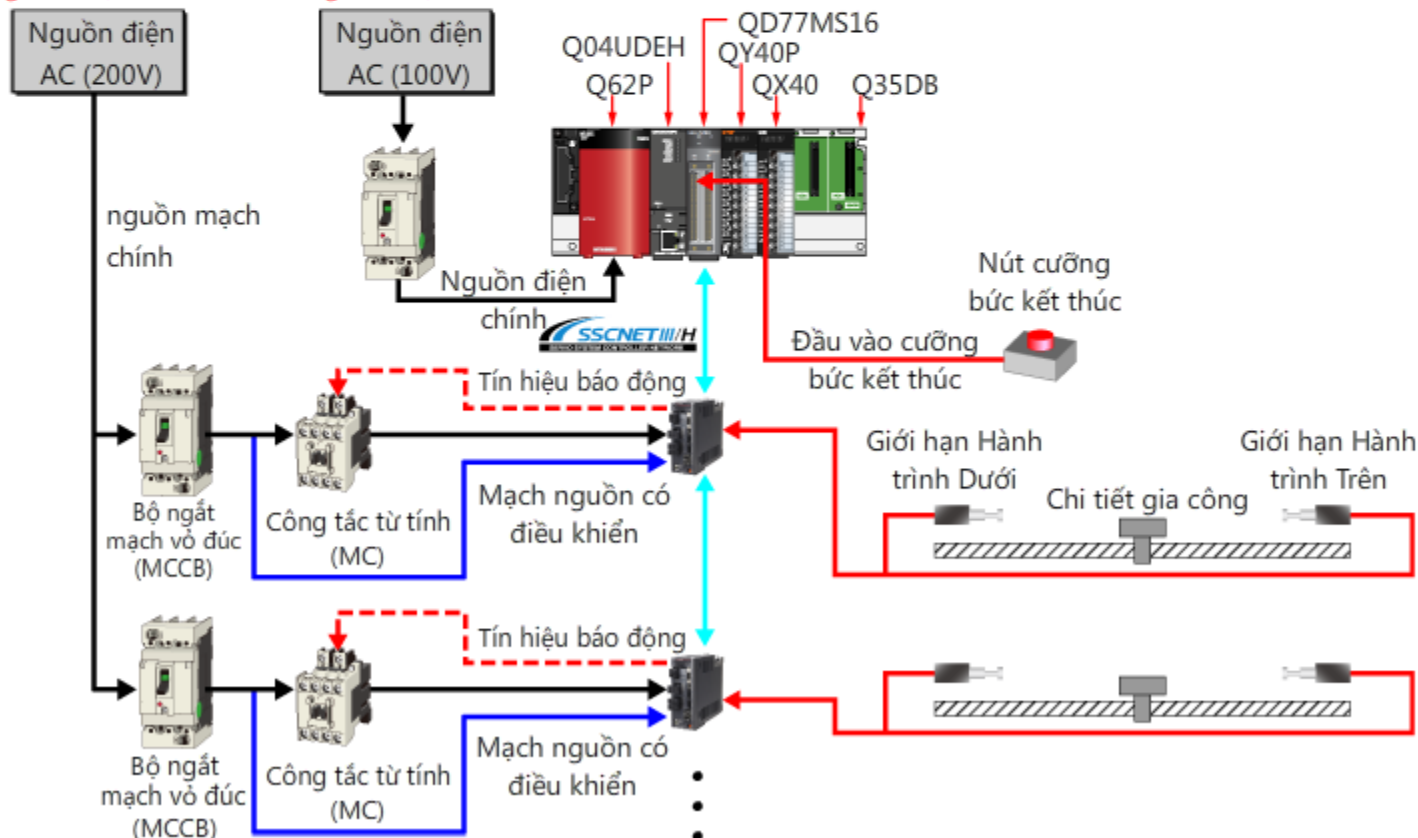 Nguồn điện
AC (200V)
Nguồn điện
AC (100V)
QD77MS16
Q04UDEH
QY40P
Q62P
QX40
Q35DB
nguồn mạch
chính
Nguồn điện
chính
SSCNETIII/H
SERVO SYSTEM CONTROLLER NETWORK
Nút cưỡng
bức kết thúc
Đầu vào cưỡng
bức kết thúc
Tín hiệu báo động
Giới hạn Hành
trình Dưới
Giới hạn Hành
trình Trên
Chi tiết gia công
Bộ ngắt
mạch vỏ đúc
(MCCB)
Công tắc từ tính
(MC)
Mạch nguồn có
điều khiển
Tín hiệu báo động
Bộ ngắt
mạch vỏ đúc
(MCCB)
Công tắc từ tính
(MC)
Mạch nguồn có
điều khiển